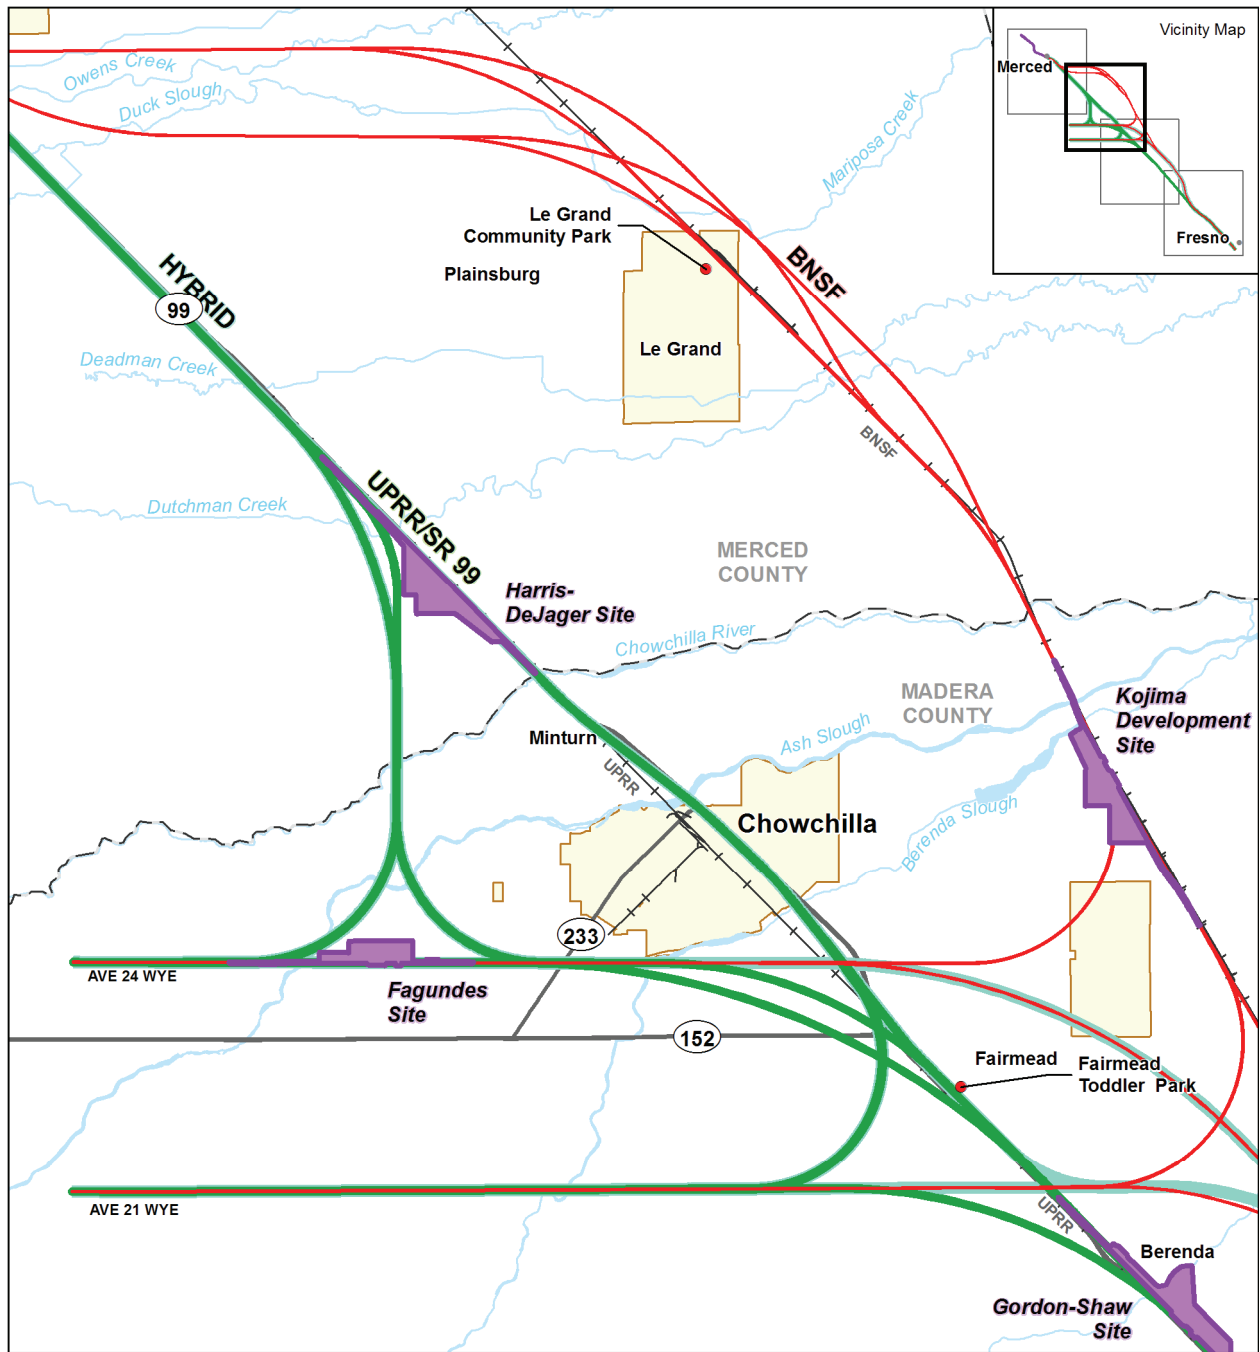 Vicinity Map
Merced
Fresno
Owens Creek
Duck Slough
Mariposa Creek
Le Grand
Community Park
Plainsburg
BNSF
HYBRID
99
Le Grand
Deadman Creek
BNSF
UPRR/SR 99
Dutchman Creek
MERCED
COUNTY
Harris-
DeJager Site
Chowchilla River
MADERA
COUNTY
Kojima
Development
Site
Ash Slough
Minturn
UPRR
Chowchilla
Berenda Slough
233
AVE 24 WYE
Fagundes
Site
152
Fairmead
Fairmead
Toddler Park
AVE 21 WYE
UPRR
Berenda
Gordon-Shaw
Site